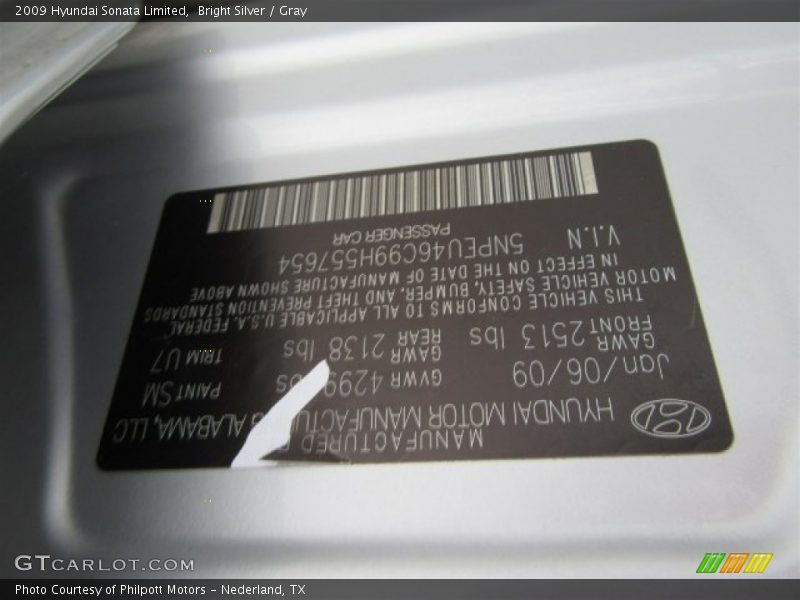 2009 Hyundai Sonata Limited,  Bright Silver / Gray
MANUFACTURED
HYUNDAI MOTOR MANUFACTURING ALABAMA, LLC
Jan/06/09 GVWR 4299 lbs PAINT SM
GAWR FRONT 2513 lbs GAWR REAR 2138 lbs TRIM U7
THIS VEHICLE CONFORMS TO ALL APPLICABLE U.S.A. FEDERAL
MOTOR VEHICLE SAFETY, BUMPER, AND THEFT PREVENTION STANDARDS
IN EFFECT ON THE DATE OF MANUFACTURE SHOWN ABOVE
V.I.N 5NPEU46C99H557654
PASSENGER CAR
GTCARLOT.COM
Photo Courtesy of Philpott Motors - Nederland, TX